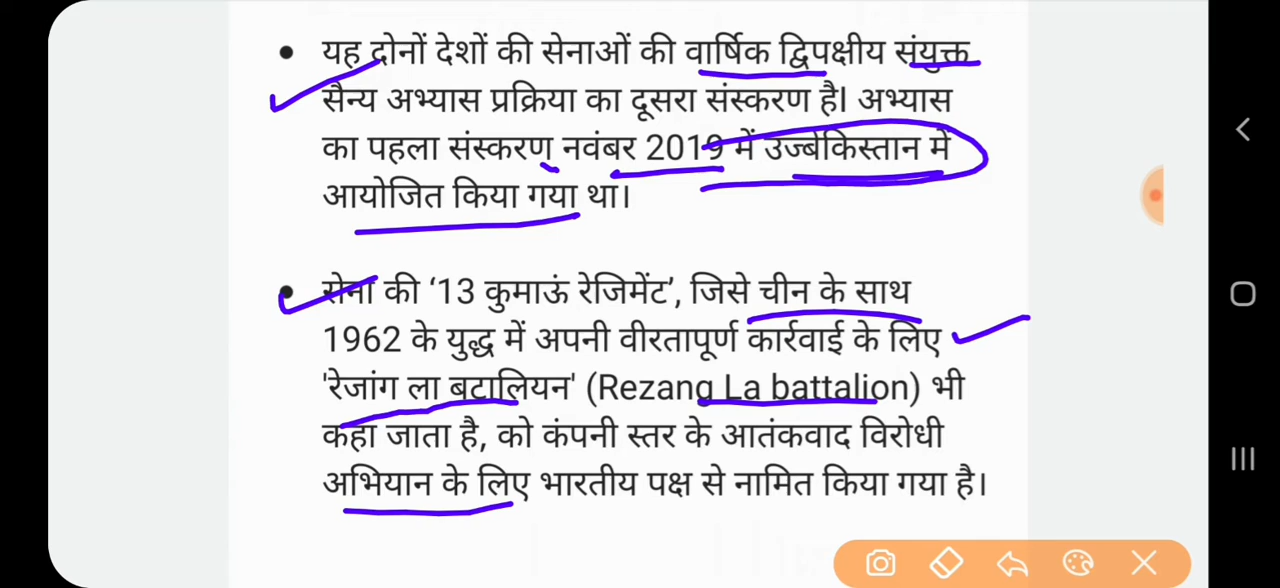 यह दोनों देशों की सेनाओं की वार्षिक द्विपक्षीय संयुक्त
सैन्य अभ्यास प्रक्रिया का दूसरा संस्करण है। अभ्यास
का पहला संस्करण नवंबर 2019 में उज्बेकिस्तान में
आयोजित किया गया था।
सेना की ‘13 कुमाऊं रेजिमेंट’, जिसे चीन के साथ
1962 के युद्ध में अपनी वीरतापूर्ण कार्रवाई के लिए
'रेजांग ला बटालियन' (Rezang La battalion) भी
कहा जाता है, को कंपनी स्तर के आतंकवाद विरोधी
अभियान के लिए भारतीय पक्ष से नामित किया गया है।